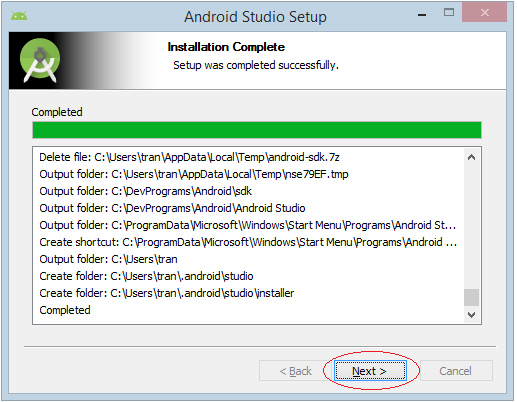 Android Studio Setup
Installation Complete
Setup was completed successfully.
Completed
Delete file: C:\Users\tran\AppData\Local\Temp\android-sdk.7z
Output folder: C:\Users\tran\AppData\Local\Temp\nse79EF.tmp
Output folder: C:\DevPrograms\Android\sdk
Output folder: C:\DevPrograms\Android\Android Studio
Output folder: C:\ProgramData\Microsoft\Windows\Start Menu\Programs\Android St...
Create shortcut: C:\ProgramData\Microsoft\Windows\Start Menu\Programs\Android ...
Output folder: C:\Users\tran
Create folder: C:\Users\tran\.android\studio
Create folder: C:\Users\tran\.android\studio\installer
Completed
< Back Next > Cancel